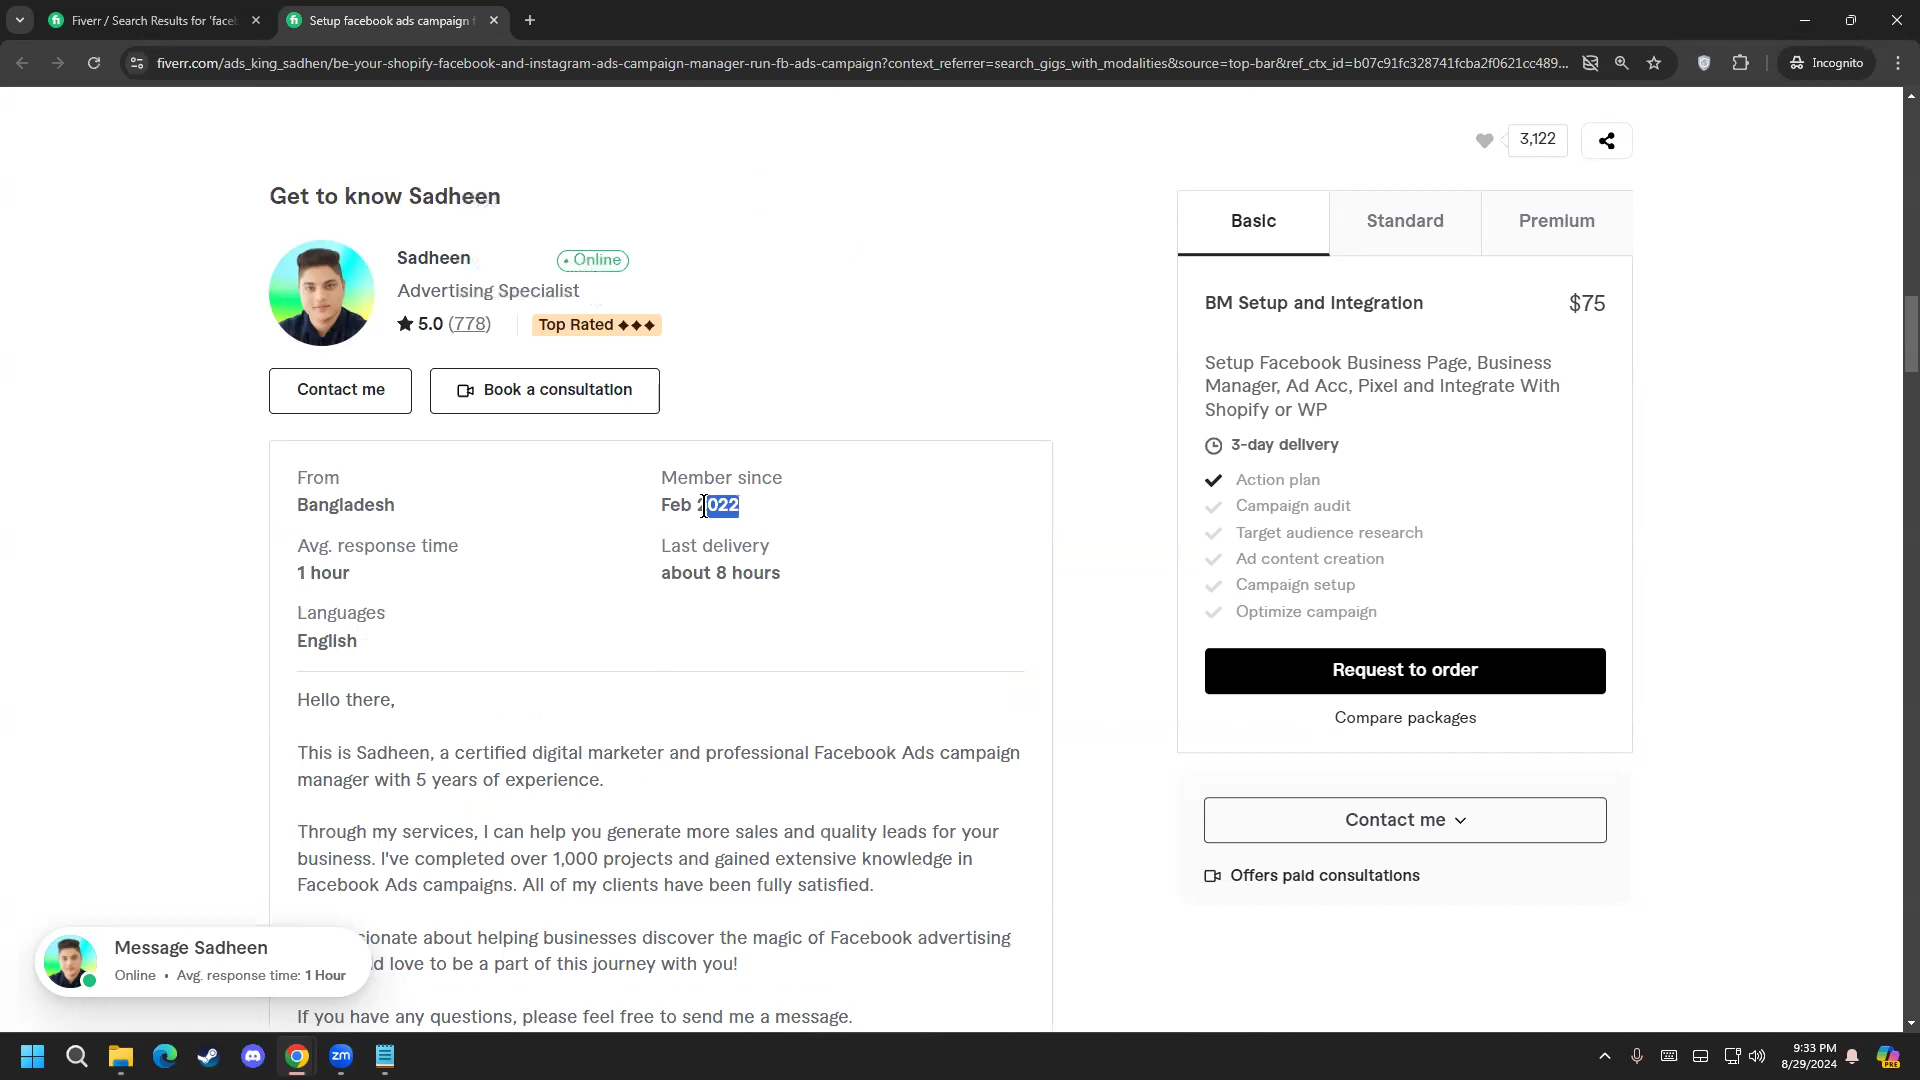 Fiverr / Search Results for 'facel
Setup facebook ads campaign f
fiverr.com/ads_king_sadhen/be-your-shopify-facebook-and-instagram-ads-campaign-manager-run-fb-ads-campaign?context_referrer=search_gigs_with_modalities&source=top-bar&ref_ctx_id=b07c91fc328741fcba2f0621cc489...
Incognito
3,122
Get to know Sadheen
Sadheen
Online
Advertising Specialist
5.0 (778)
Top Rated
Contact me
Book a consultation
From
Bangladesh
Member since
Feb 2022
Avg. response time
1 hour
Last delivery
about 8 hours
Languages
English
Hello there,
This is Sadheen, a certified digital marketer and professional Facebook Ads campaign
manager with 5 years of experience.
Through my services, I can help you generate more sales and quality leads for your
business. I've completed over 1,000 projects and gained extensive knowledge in
Facebook Ads campaigns. All of my clients have been fully satisfied.
sionate about helping businesses discover the magic of Facebook advertising
d love to be a part of this journey with you!
If you have any questions, please feel free to send me a message.
Basic
Standard
Premium
BM Setup and Integration
$75
Setup Facebook Business Page, Business
Manager, Ad Acc, Pixel and Integrate With
Shopify or WP
3-day delivery
Action plan
Campaign audit
Target audience research
Ad content creation
Campaign setup
Optimize campaign
Request to order
Compare packages
Contact me
Offers paid consultations
Message Sadheen
Online • Avg. response time: 1 Hour
zm
9:33 PM
8/29/2024
PRE